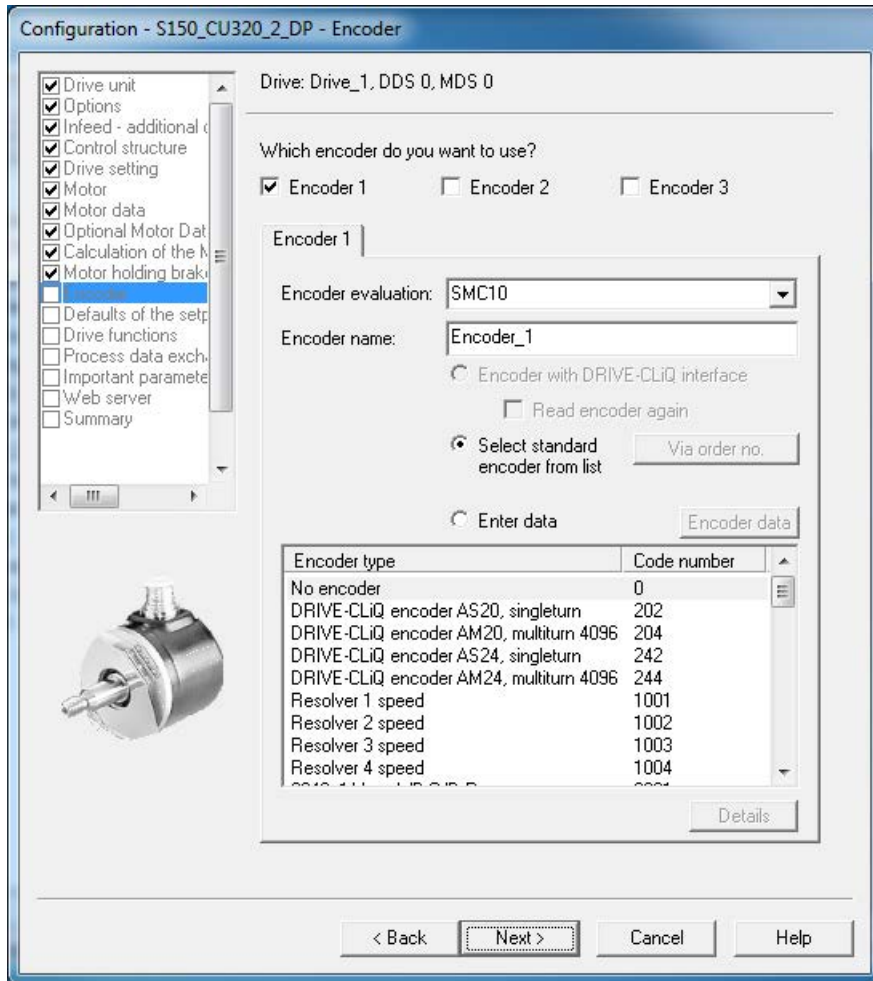 Configuration - S150_CU320_2_DP - Encoder
Drive unit
Options
Infeed - additional
Control structure
Drive setting
Motor
Motor data
Optional Motor Dat
Calculation of the
Motor holding brak
Encoder
Defaults of the setp
Drive functions
Process data exch
Important paramete
Web server
Summary
Drive: Drive_1, DDS 0, MDS 0
Which encoder do you want to use?
Encoder 1 Encoder 2 Encoder 3
Encoder 1
Encoder evaluation: SMC10
Encoder name: Encoder_1
Encoder with DRIVE-CLiQ interface
Read encoder again
Select standard
encoder from list
Via order no.
Enter data Encoder data
Encoder type Code number
No encoder 0
DRIVE-CLiQ encoder AS20, singleturn 202
DRIVE-CLiQ encoder AM20, multiturn 4096 204
DRIVE-CLiQ encoder AS24, singleturn 242
DRIVE-CLiQ encoder AM24, multiturn 4096 244
Resolver 1 speed 1001
Resolver 2 speed 1002
Resolver 3 speed 1003
Resolver 4 speed 1004
Details
< Back Next > Cancel Help